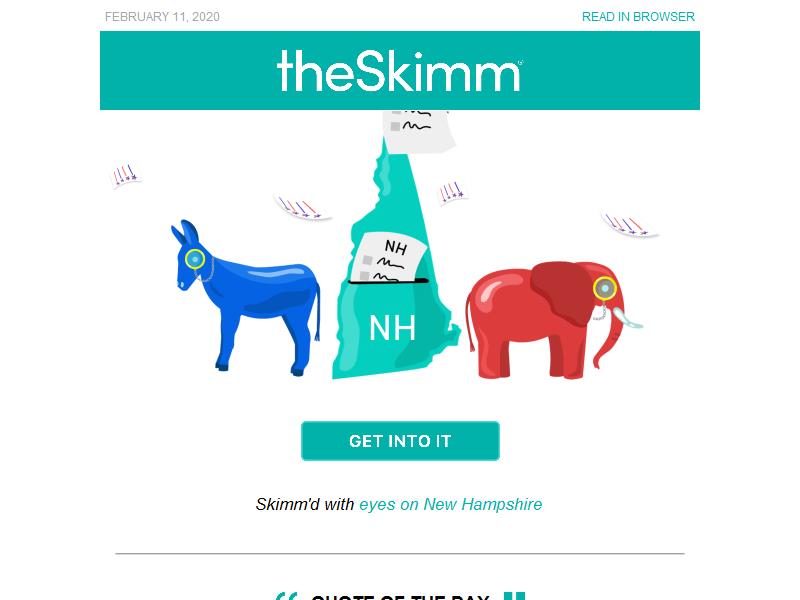 FEBRUARY 11, 2020
READ IN BROWSER
theSkimm®
NH
NH
GET INTO IT
Skimm'd with eyes on New Hampshire
“ QUOTE OF THE DAY ”